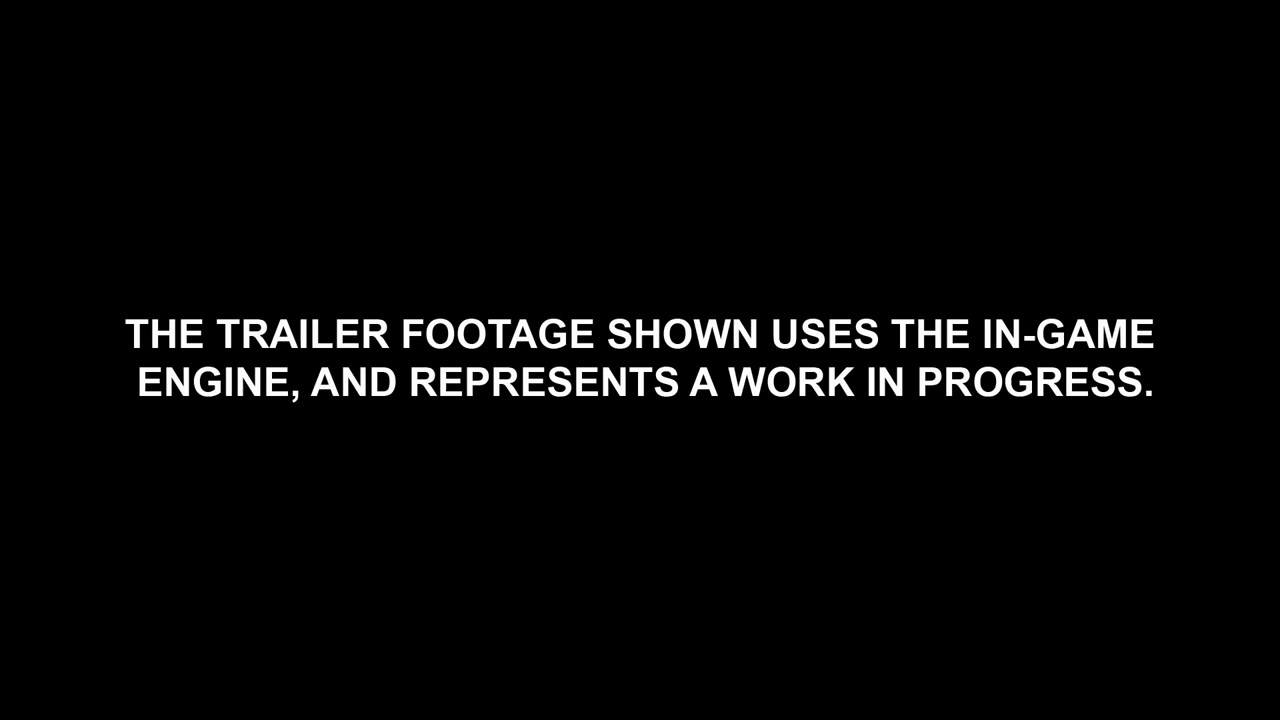 THE TRAILER FOOTAGE SHOWN USES THE IN-GAME
ENGINE, AND REPRESENTS A WORK IN PROGRESS.